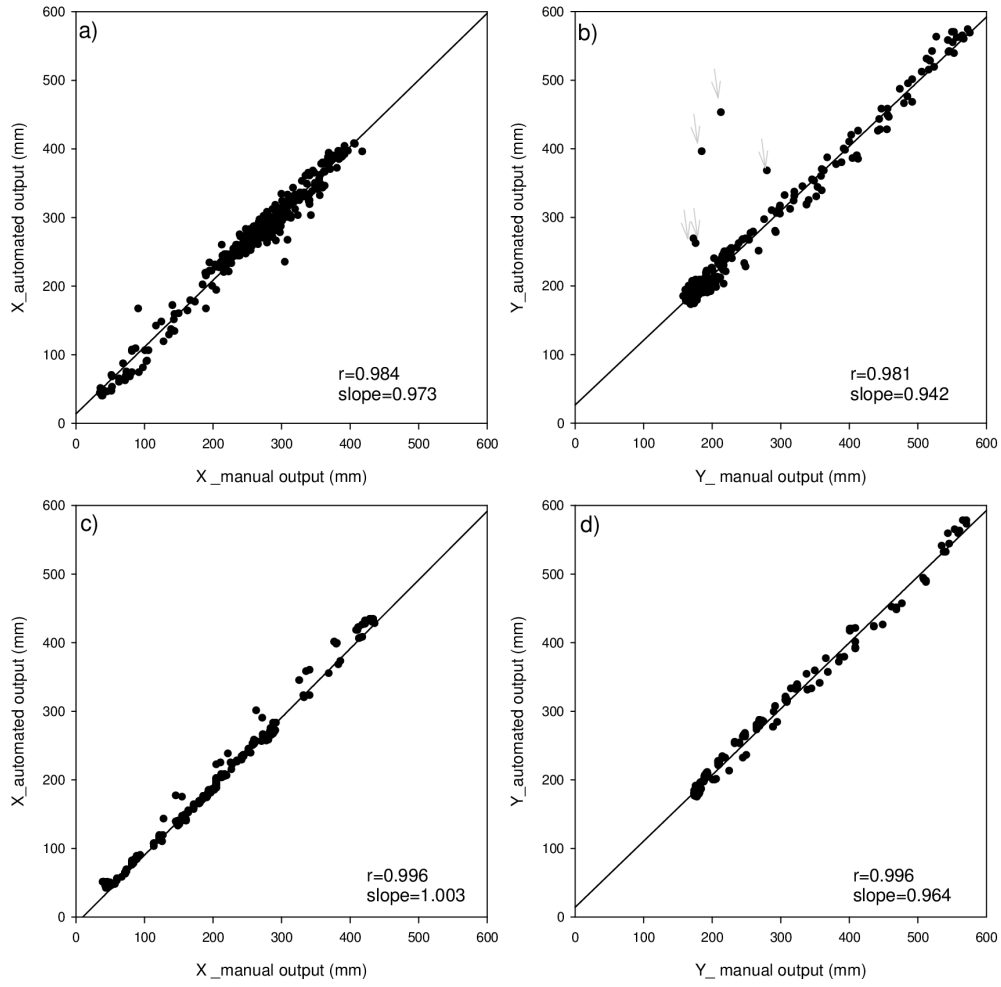 a)
600
500
400
300
200
100
0
X_automated output (mm)
r=0.984
slope=0.973
0 100 200 300 400 500 600
X _manual output (mm)
b)
600
500
400
300
200
100
0
Y_automated output (mm)
r=0.981
slope=0.942
0 100 200 300 400 500 600
Y_ manual output (mm)
c)
600
500
400
300
200
100
0
X_automated output (mm)
r=0.996
slope=1.003
0 100 200 300 400 500 600
X _manual output (mm)
d)
600
500
400
300
200
100
0
Y_automated output (mm)
r=0.996
slope=0.964
0 100 200 300 400 500 600
Y_ manual output (mm)